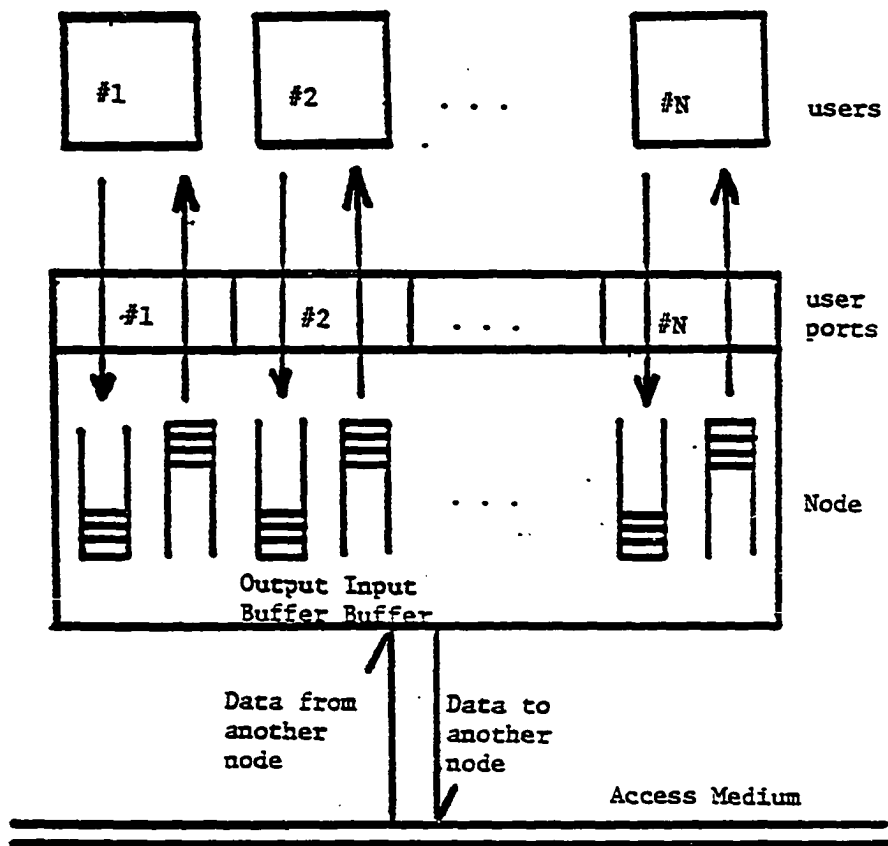 #1 #2 . . . #N users
#1 #2 . . . #N user
ports
. . . Node
Output Input
Buffer Buffer
Data from
another
node
Data to
another
node
Access Medium